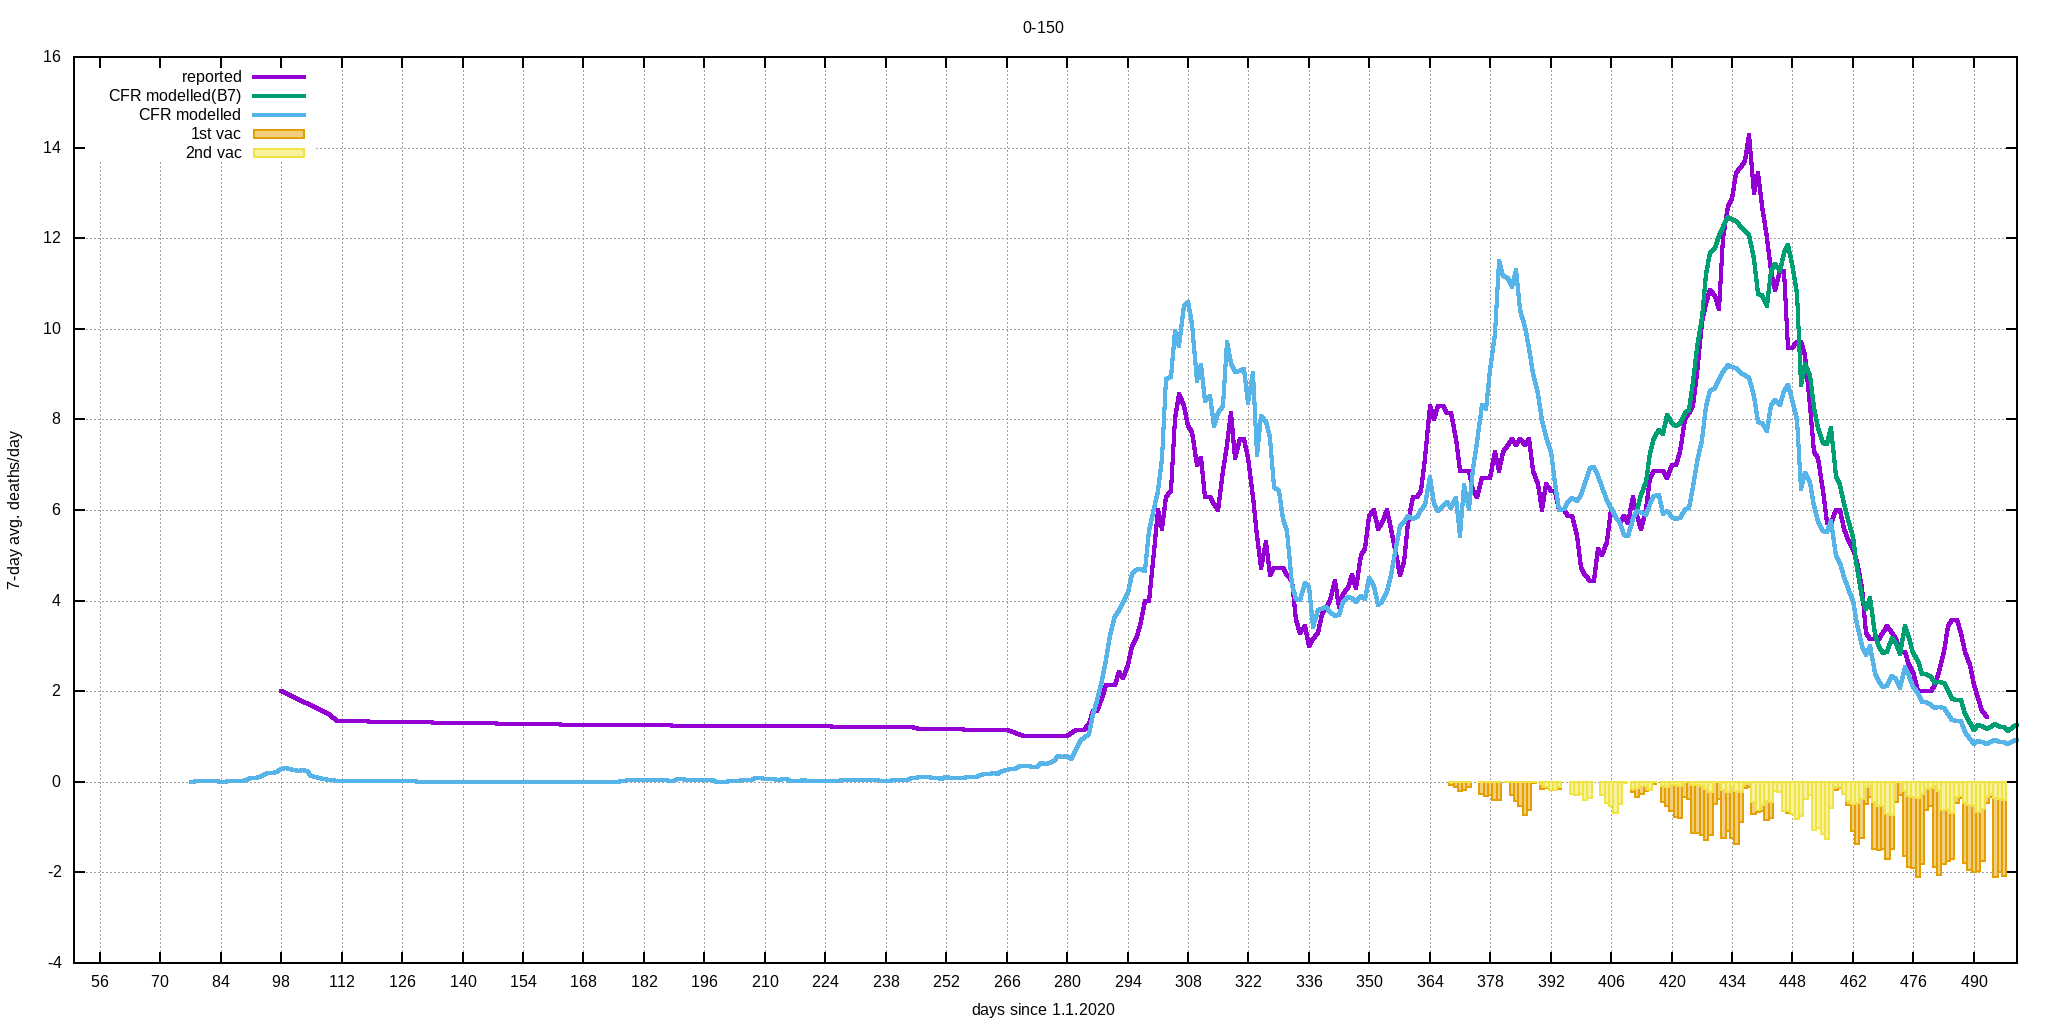 0-150
16
14
12
10
8
6
4
2
0
-2
-4
7-day avg. deaths/day
reported
CFR modelled(B7)
CFR modelled
1st vac
2nd vac
56 70 84 98 112 126 140 154 168 182 196 210 224 238 252 266 280 294 308 322 336 350 364 378 392 406 420 434 448 462 476 490
days since 1.1.2020